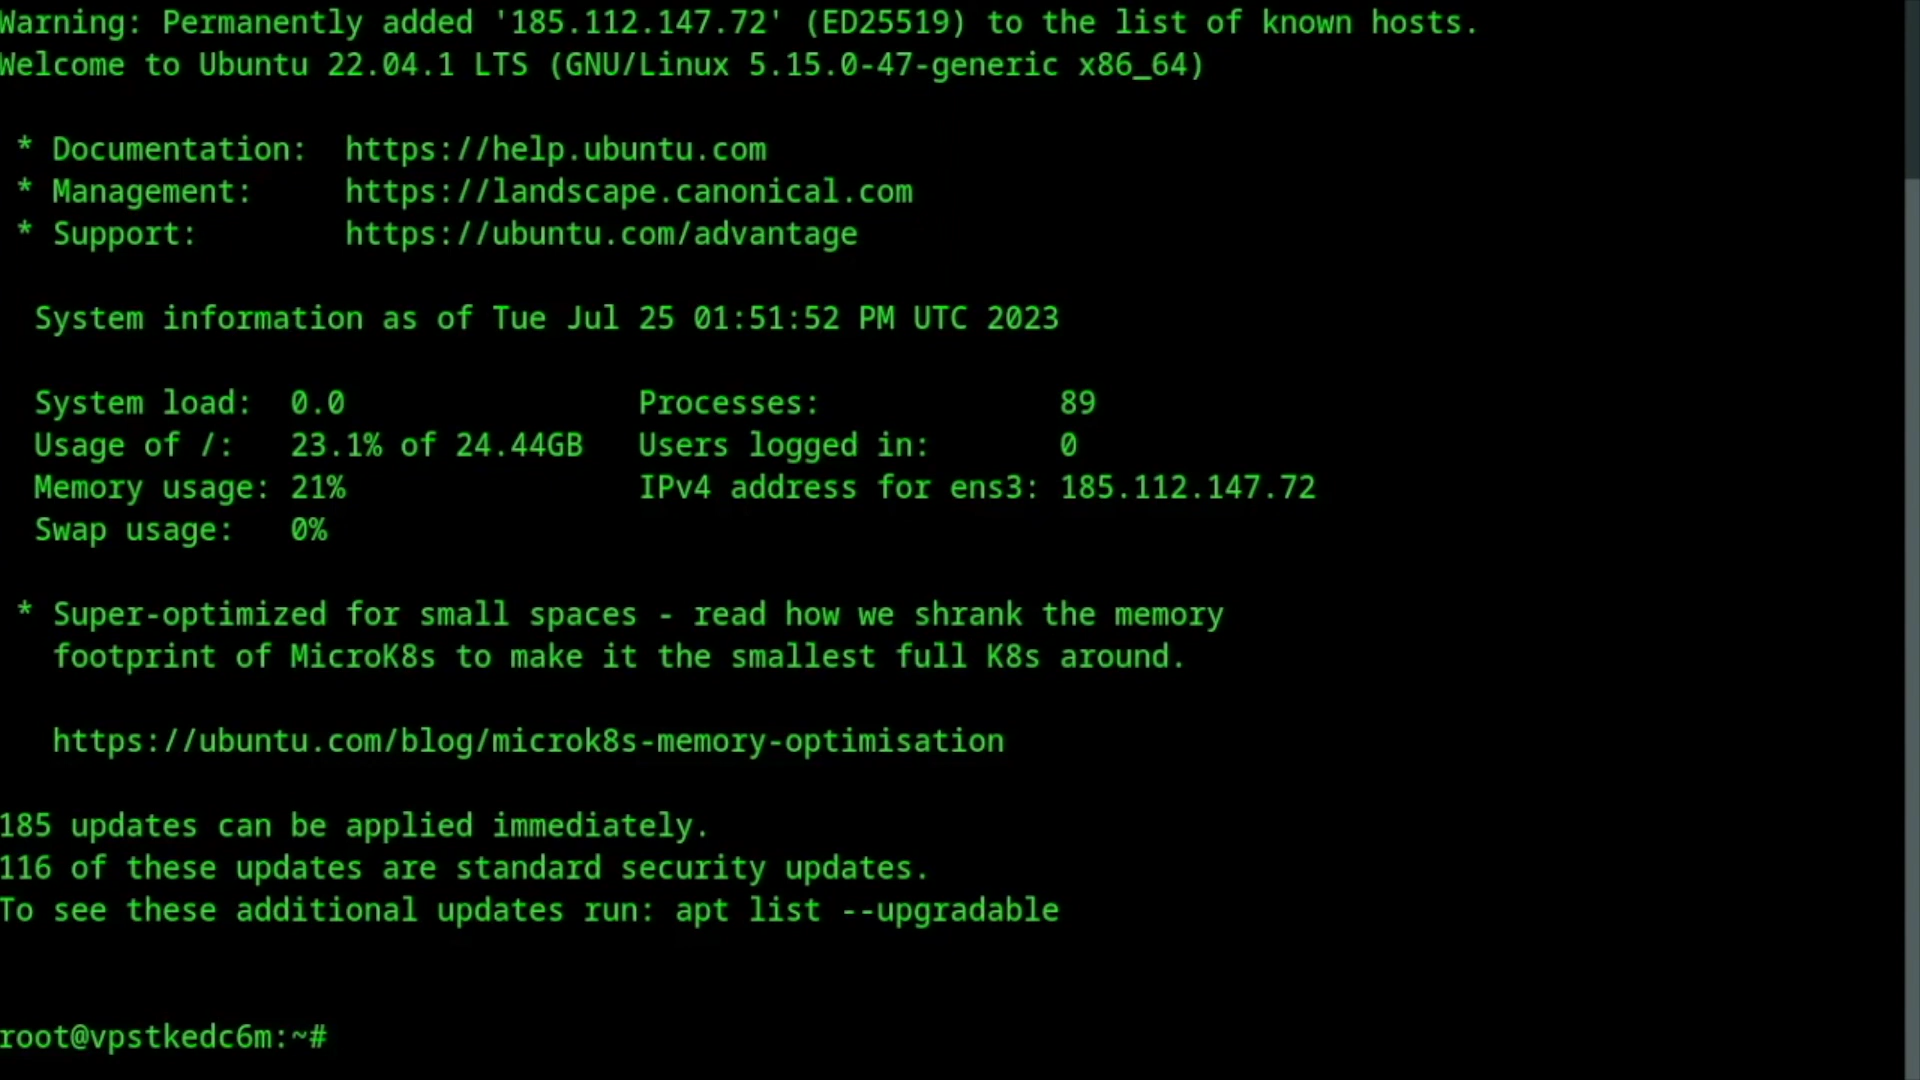 Warning: Permanently added '185.112.147.72' (ED25519) to the list of known hosts.
Welcome to Ubuntu 22.04.1 LTS (GNU/Linux 5.15.0-47-generic x86_64)
* Documentation:  https://help.ubuntu.com
* Management:     https://landscape.canonical.com
* Support:        https://ubuntu.com/advantage
System information as of Tue Jul 25 01:51:52 PM UTC 2023
System load:  0.0                Processes:             89
Usage of /:   23.1% of 24.44GB   Users logged in:       0
Memory usage: 21%                IPv4 address for ens3: 185.112.147.72
Swap usage:   0%
* Super-optimized for small spaces - read how we shrank the memory
footprint of MicroK8s to make it the smallest full K8s around.
https://ubuntu.com/blog/microk8s-memory-optimisation
185 updates can be applied immediately.
116 of these updates are standard security updates.
To see these additional updates run: apt list --upgradable
root@vpstkedc6m:~#